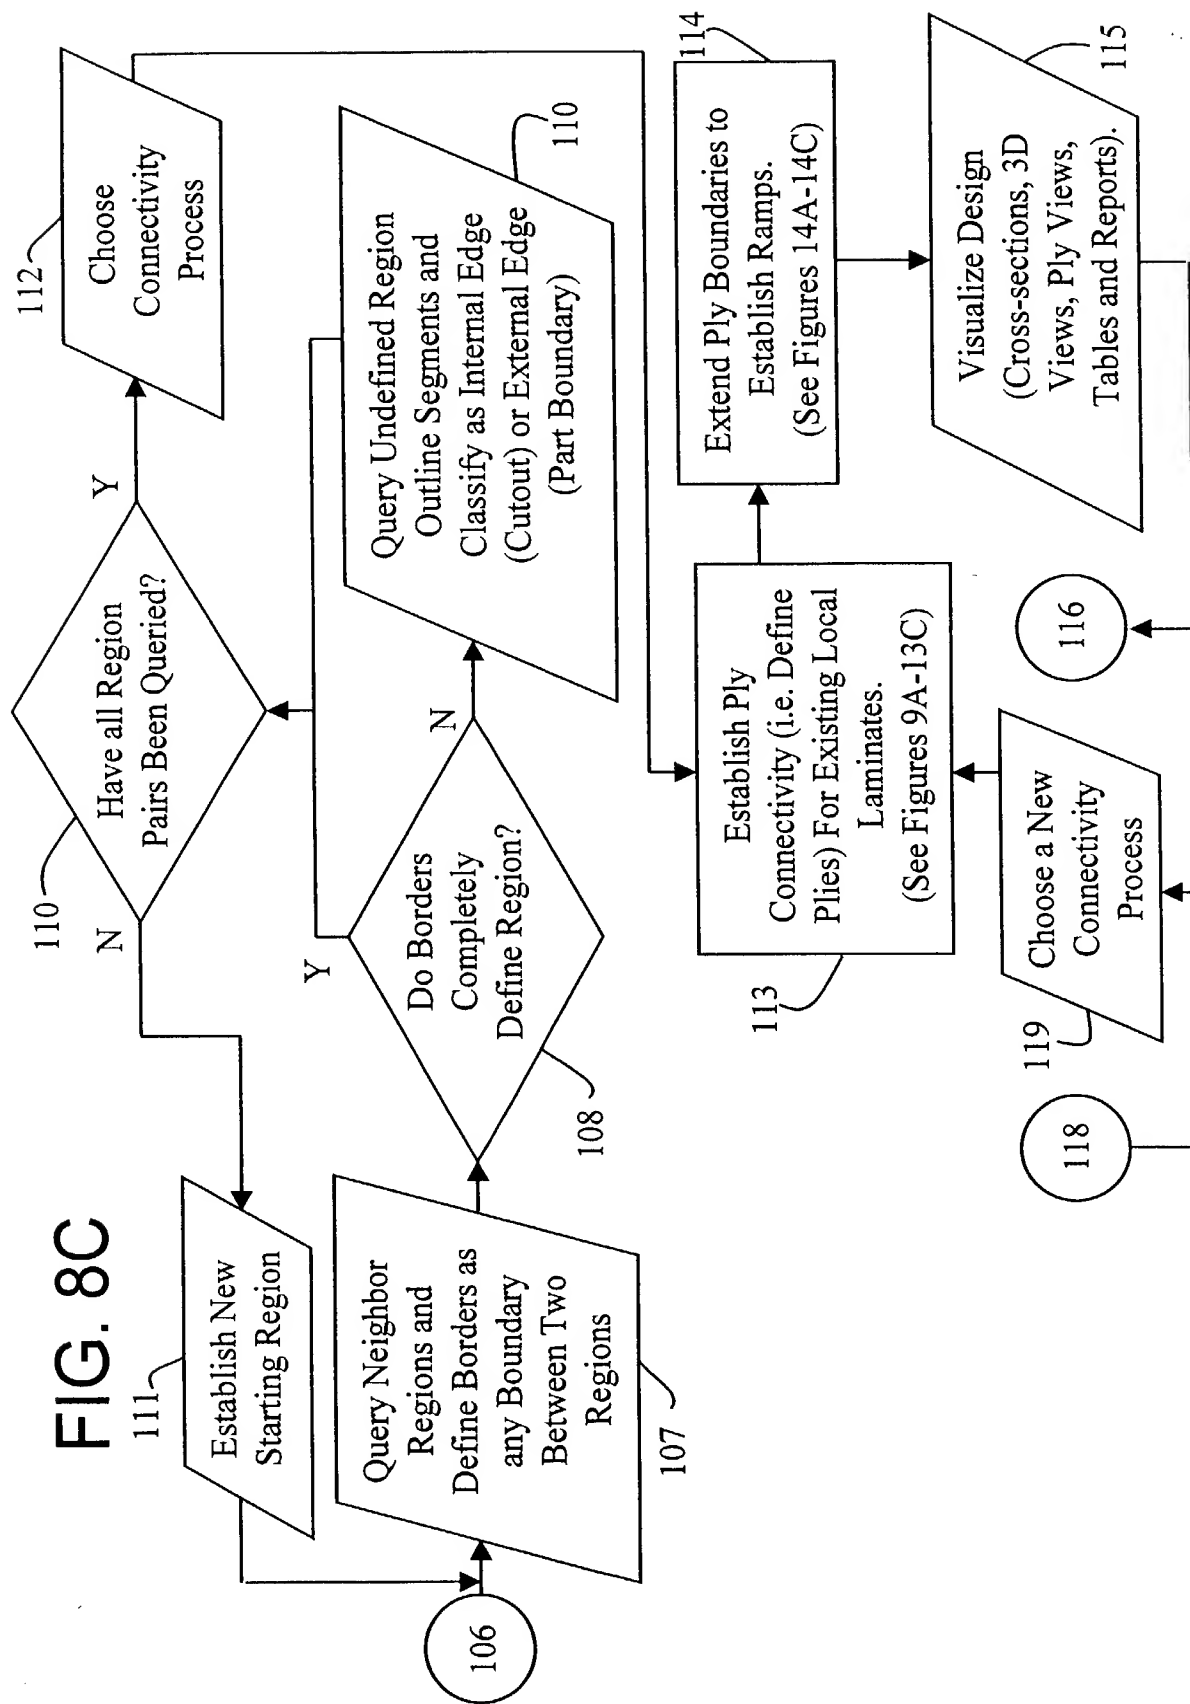 FIG. 8C
111
Establish New
Starting Region
110
Have all Region
Pairs Been Queried?
N
Y
112
Choose
Connectivity
Process
106
Query Neighbor
Regions and
Define Borders as
any Boundary
Between Two
Regions
107
Do Borders
Completely
Define Region?
108
Y
N
Query Undefined Region
Outline Segments and
Classify as Internal Edge
(Cutout) or External Edge
(Part Boundary)
110
Establish Ply
Connectivity (i.e. Define
Plies) For Existing Local
Laminates.
(See Figures 9A-13C)
113
Extend Ply Boundaries to
Establish Ramps.
(See Figures 14A-14C)
114
118
119
Choose a New
Connectivity
Process
116
Visualize Design
(Cross-sections, 3D
Views, Ply Views,
Tables and Reports).
115